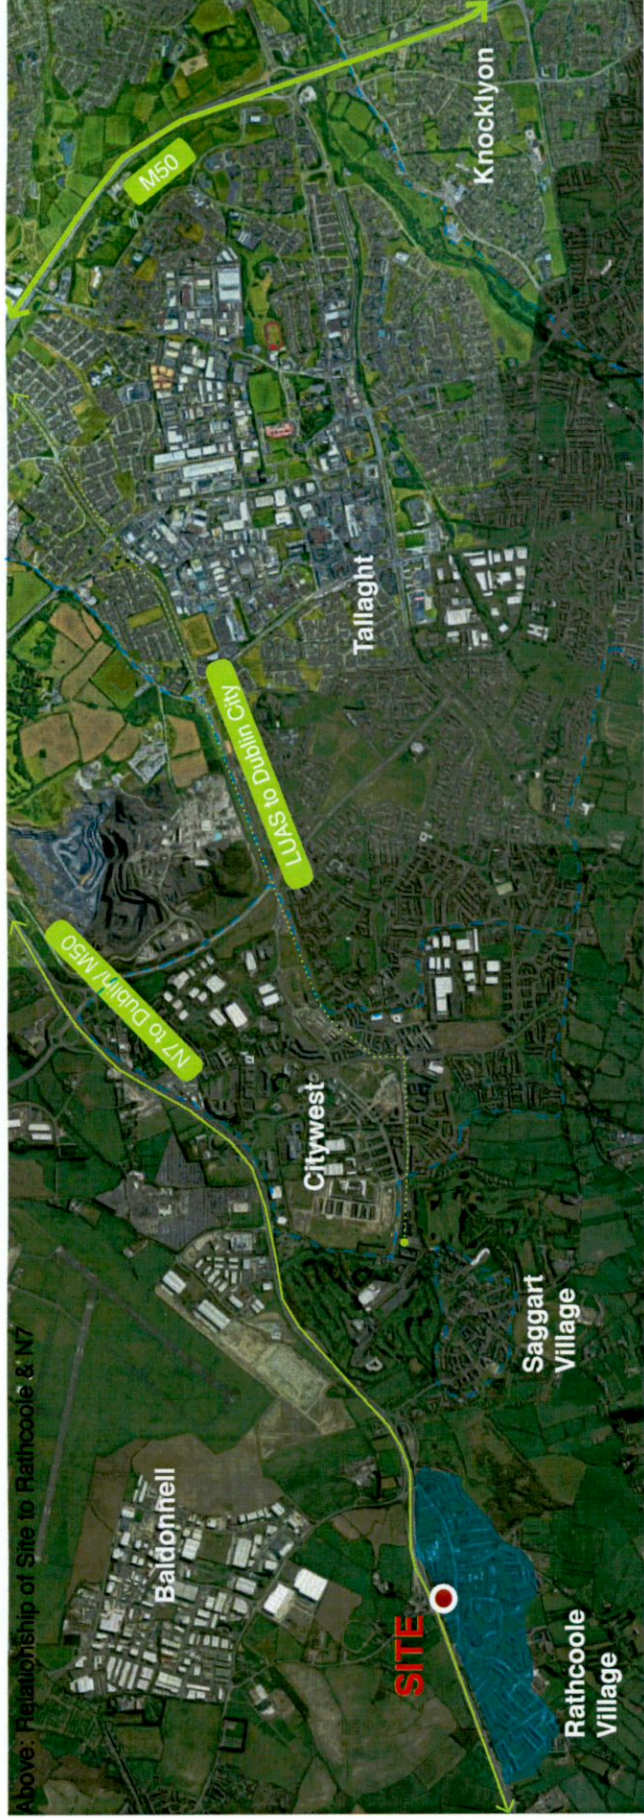 Above: Relationship of Site to Rathcoole & N7
Baldonnell
SITE
Rathcoole
Village
Saggart
Village
Citywest
N7 to Dublin/ M50
LUAS to Dublin City
Tallaght
M50
Knocklyon